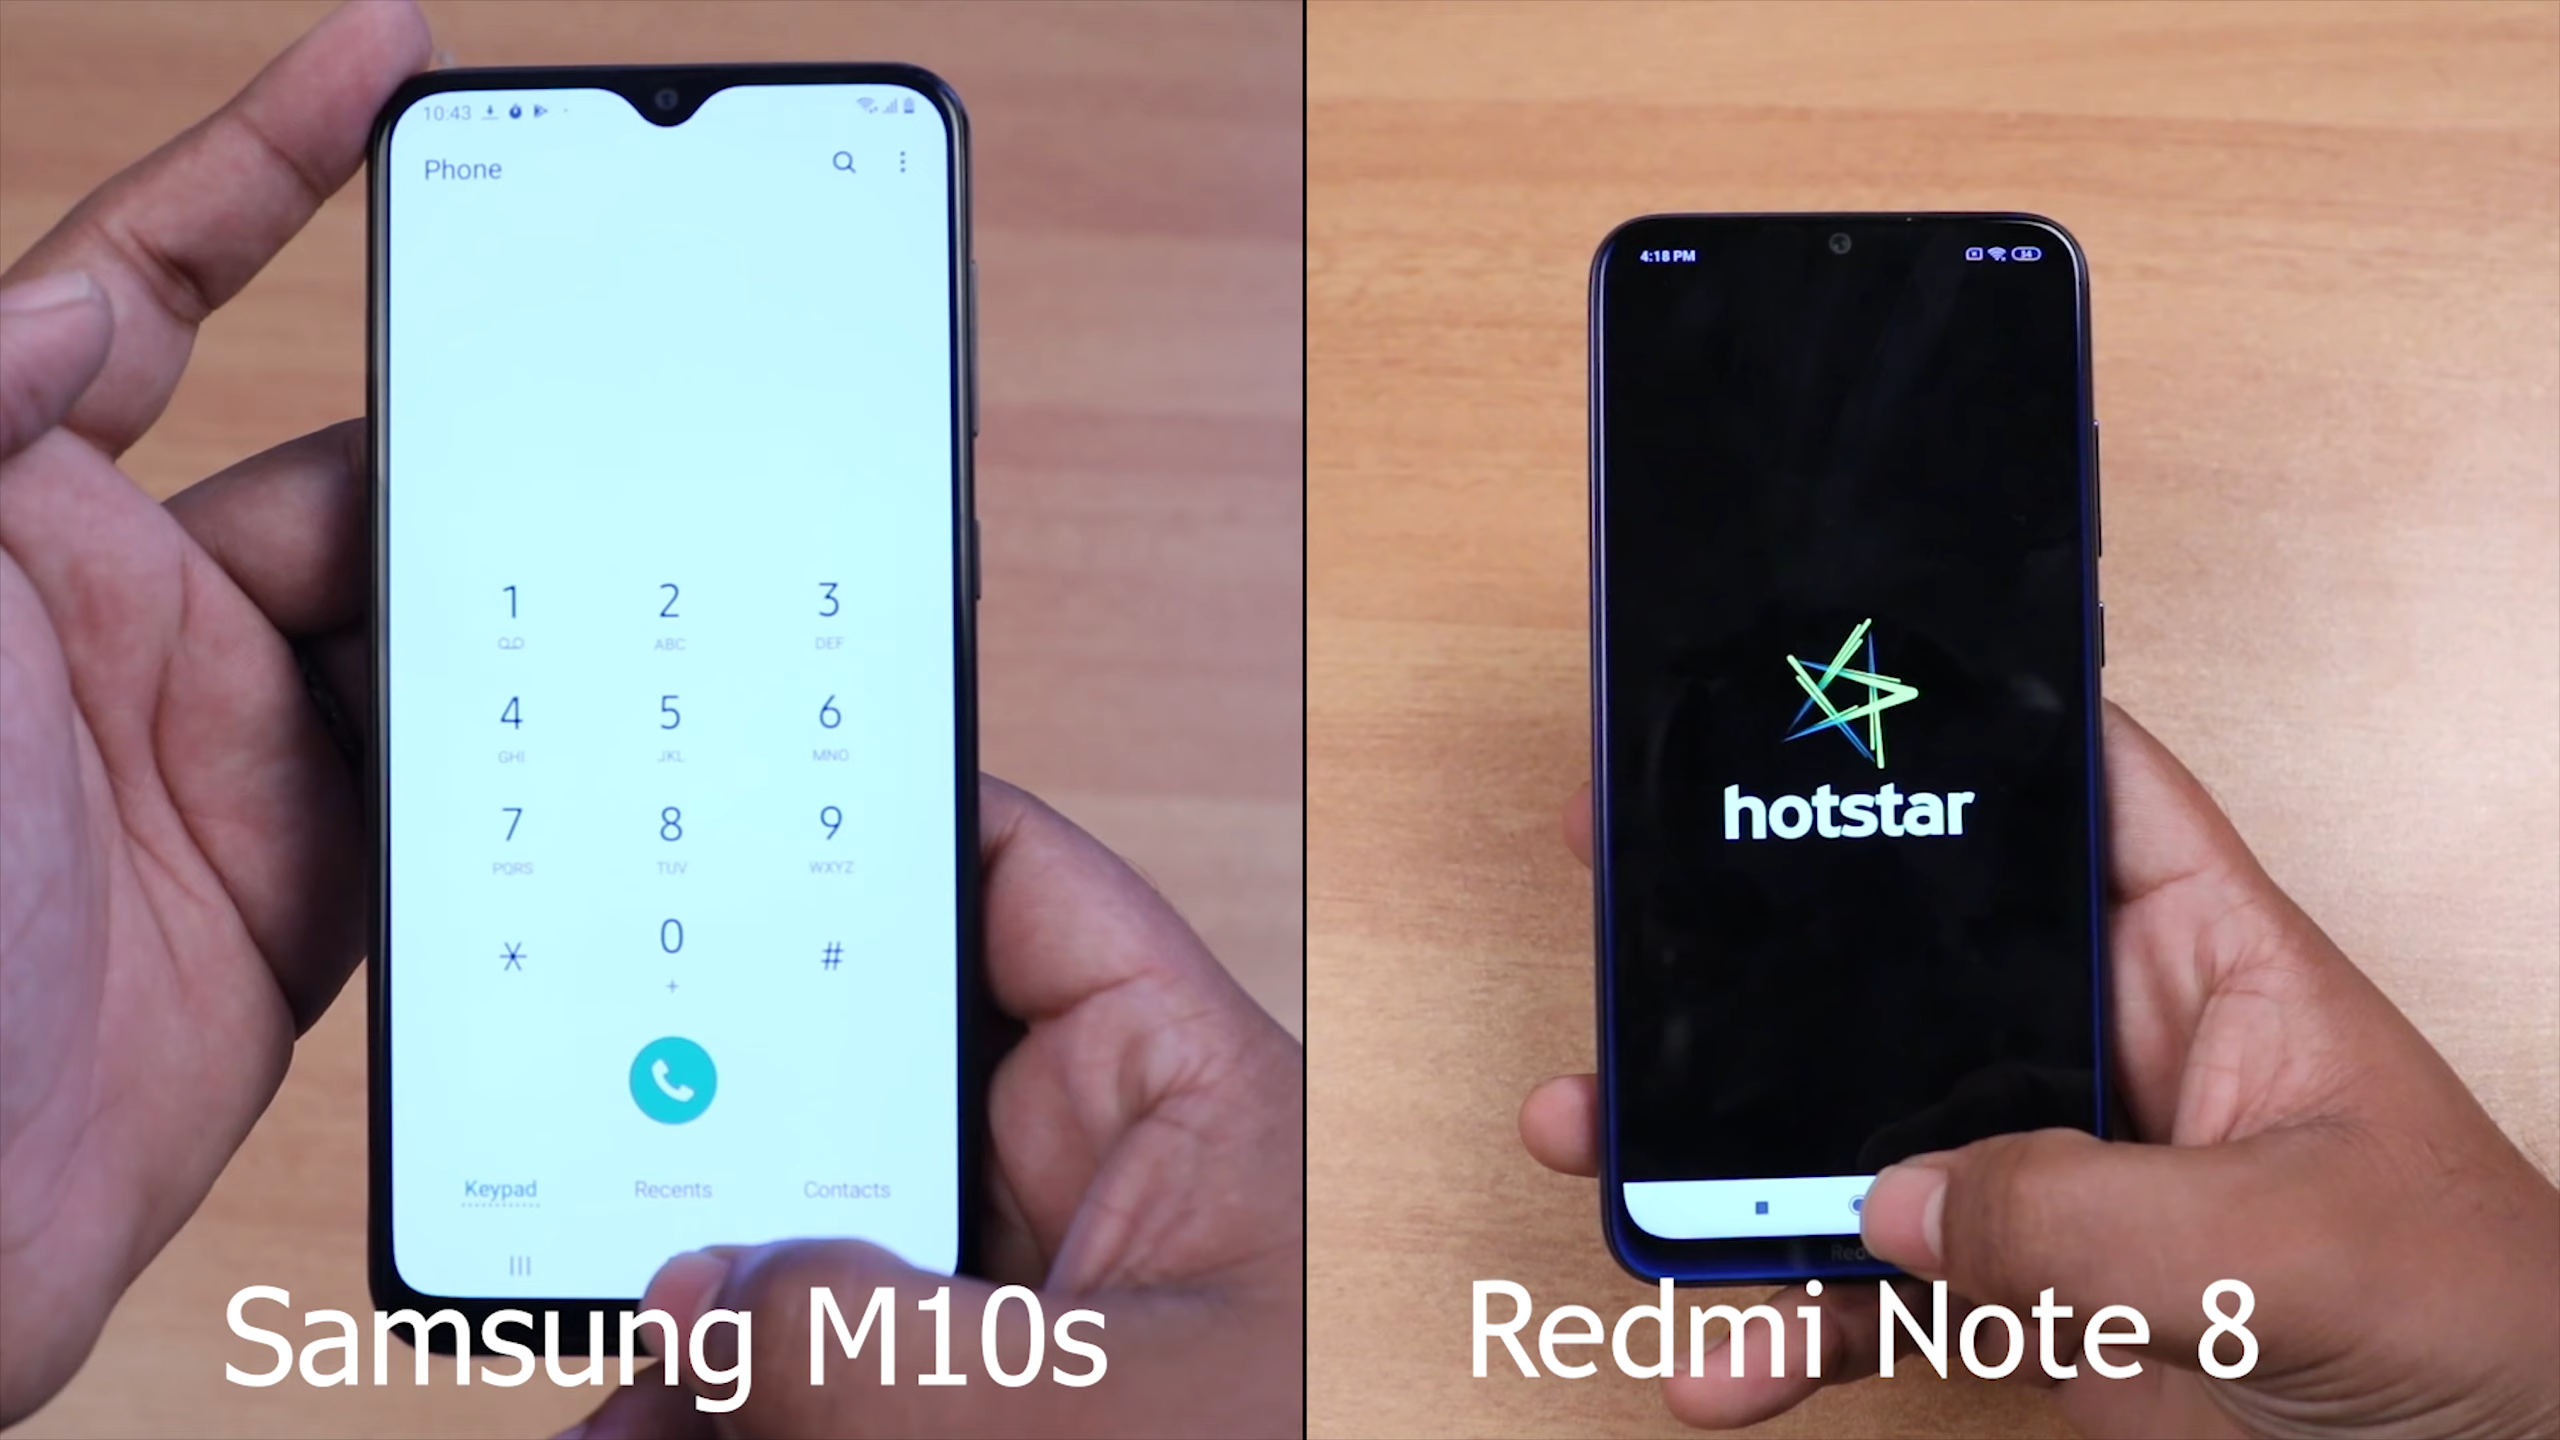 10:43
Phone
1
2
ABC
3
DEF
4
GHI
5
JKL
6
MNO
7
PQRS
8
TUV
9
WXYZ
*
0
+
#
Keypad
Recents
Contacts
Samsung M10s
4:18 PM
hotstar
Redmi Note 8